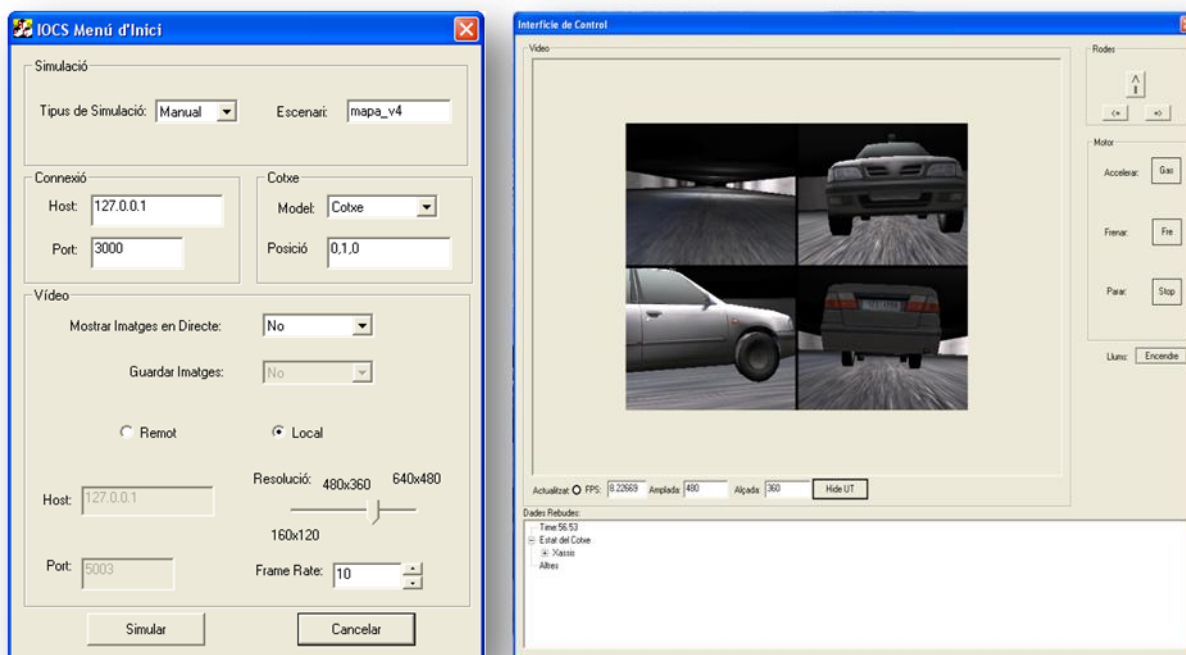 IOCS Menú d'Inici
Simulació
Tipus de Simulació: Manual Escenari: mapa_v4
Connexió
Host: 127.0.0.1
Port: 3000
Cotxe
Model: Cotxe
Posició 0,1,0
Vídeo
Mostrar Imatges en Directe: No
Guardar Imatges: No
Remot Local
Host: 127.0.0.1
Port: 5003
Resolució: 480x360 640x480
160x120
Frame Rate: 10
Simular Cancelar
Interficie de Control
Video
Actualitzat FPS: 8.22669 Amplada: 480 Alçada: 360 Hide UT
Rodes
^
<= =>
Motor
Accelerar: Gas
Frenar: Fre
Parar: Stop
Llums: Encendre
Dades Rebudes:
Time:56.53
Estat del Cotxe
Xassis
Altres